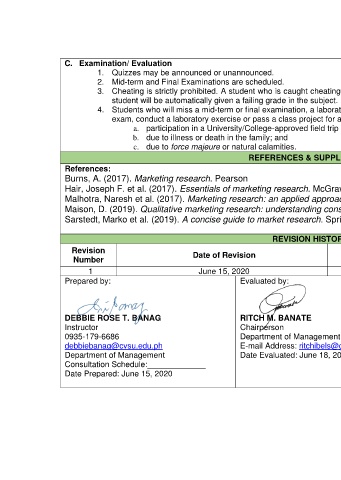 C. Examination/ Evaluation
1. Quizzes may be announced or unannounced.
2. Mid-term and Final Examinations are scheduled.
3. Cheating is strictly prohibited. A student who is caught cheating
student will be automatically given a failing grade in the subject.
4. Students who will miss a mid-term or final examination, a laborat
exam, conduct a laboratory exercise or pass a class project for a
a. participation in a University/College-approved field trip
b. due to illness or death in the family; and
c. due to force majeure or natural calamities.
REFERENCES & SUPPL
References:
Burns, A. (2017). Marketing research. Pearson
Hair, Joseph F. et al. (2017). Essentials of marketing research. McGrav
Malhotra, Naresh et al. (2017). Marketing research: an applied approac
Maison, D. (2019). Qualitative marketing research: understanding cons
Sarstedt, Marko et al. (2019). A concise guide to market research. Spri
REVISION HISTOR
Revision Number
Date of Revision
1
June 15, 2020
Prepared by:
DEBBIE ROSE T. BANAG
Instructor
0935-179-6686
debbiebanag@cvsu.edu.ph
Department of Management
Consultation Schedule:______________
Date Prepared: June 15, 2020
Evaluated by:
RITCH M. BANATE
Chairperson
Department of Management
E-mail Address: ritchibels@c
Date Evaluated: June 18, 20